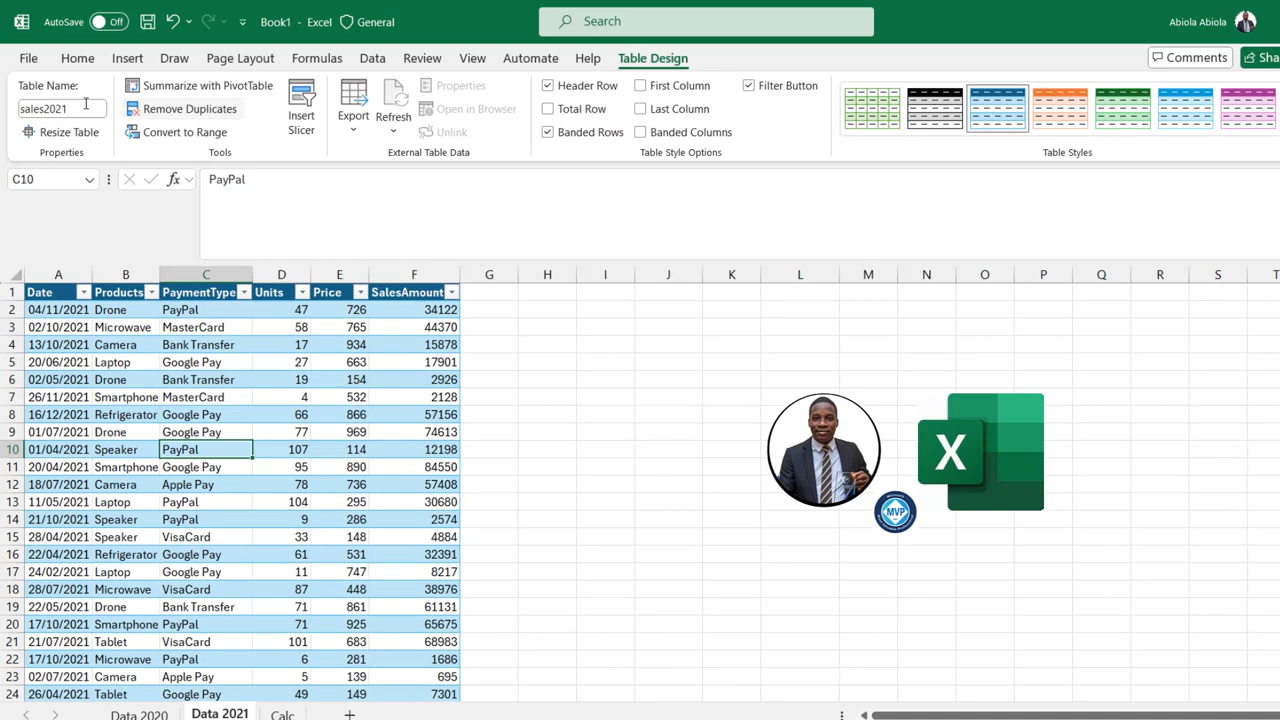 AutoSave Off Book1 - Excel General Search Abiola Abiola
File Home Insert Draw Page Layout Formulas Data Review View Automate Help Table Design Comments Sha
Table Name: Summarize with PivotTable Properties Header Row First Column Filter Button
sales2021 Remove Duplicates Insert Slicer Export Refresh Open in Browser Total Row Last Column
Resize Table Convert to Range Unlink Banded Rows Banded Columns
Properties Tools External Table Data Table Style Options Table Styles
C10 fx PayPal
A B C D E F G H I J K L M N O P Q R S T
1 Date Products PaymentType Units Price SalesAmount
2 04/11/2021 Drone PayPal 47 726 34122
3 02/10/2021 Microwave MasterCard 58 765 44370
4 13/10/2021 Camera Bank Transfer 17 934 15878
5 20/06/2021 Laptop Google Pay 27 663 17901
6 02/05/2021 Drone Bank Transfer 19 154 2926
7 26/11/2021 Smartphone MasterCard 4 532 2128
8 16/12/2021 Refrigerator Google Pay 66 866 57156
9 01/07/2021 Drone Google Pay 77 969 74613
10 01/04/2021 Speaker PayPal 107 114 12198
11 20/04/2021 Smartphone Google Pay 95 890 84550
12 18/07/2021 Camera Apple Pay 78 736 57408
13 11/05/2021 Laptop PayPal 104 295 30680
14 21/10/2021 Speaker PayPal 9 286 2574
15 28/04/2021 Speaker VisaCard 33 148 4884
16 22/04/2021 Refrigerator Google Pay 61 531 32391
17 24/02/2021 Laptop Google Pay 11 747 8217
18 28/07/2021 Microwave VisaCard 87 448 38976
19 22/05/2021 Drone Bank Transfer 71 861 61131
20 17/10/2021 Smartphone PayPal 71 925 65675
21 21/07/2021 Tablet VisaCard 101 683 68983
22 17/10/2021 Microwave PayPal 6 281 1686
23 02/07/2021 Camera Apple Pay 5 139 695
24 26/04/2021 Tablet Google Pay 49 149 7301
X
MVP
Data 2020 Data 2021 Calc